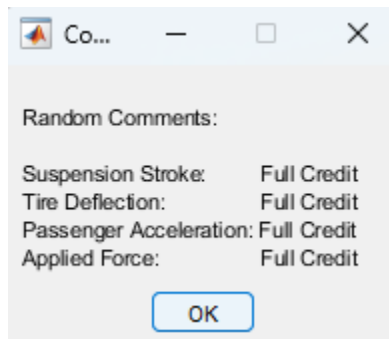 Co...
Random Comments:
Suspension Stroke: Full Credit
Tire Deflection: Full Credit
Passenger Acceleration: Full Credit
Applied Force: Full Credit
OK